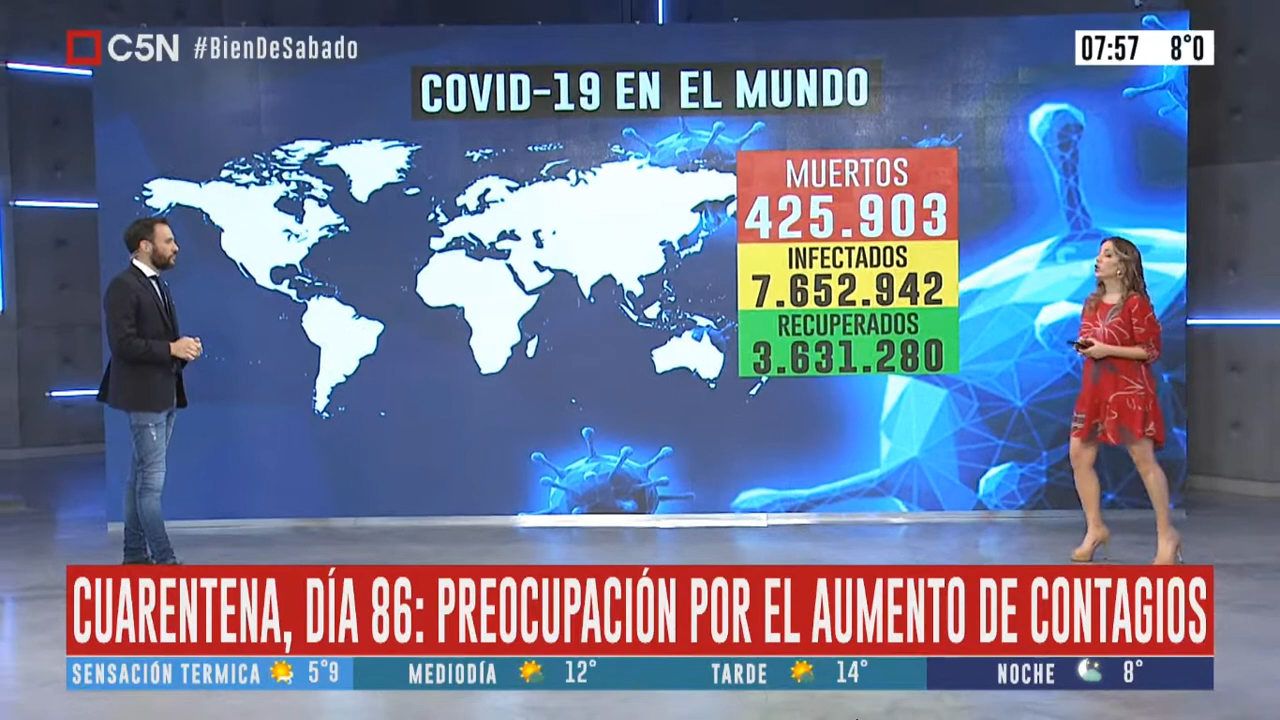 C5N #BienDeSabado
07:57 8°0
COVID-19 EN EL MUNDO
MUERTOS
425.903
INFECTADOS
7.652.942
RECUPERADOS
3.631.280
CUARENTENA, DÍA 86: PREOCUPACIÓN POR EL AUMENTO DE CONTAGIOS
SENSACIÓN TERMICA 5°9 MEDIODÍA 12° TARDE 14° NOCHE 8°